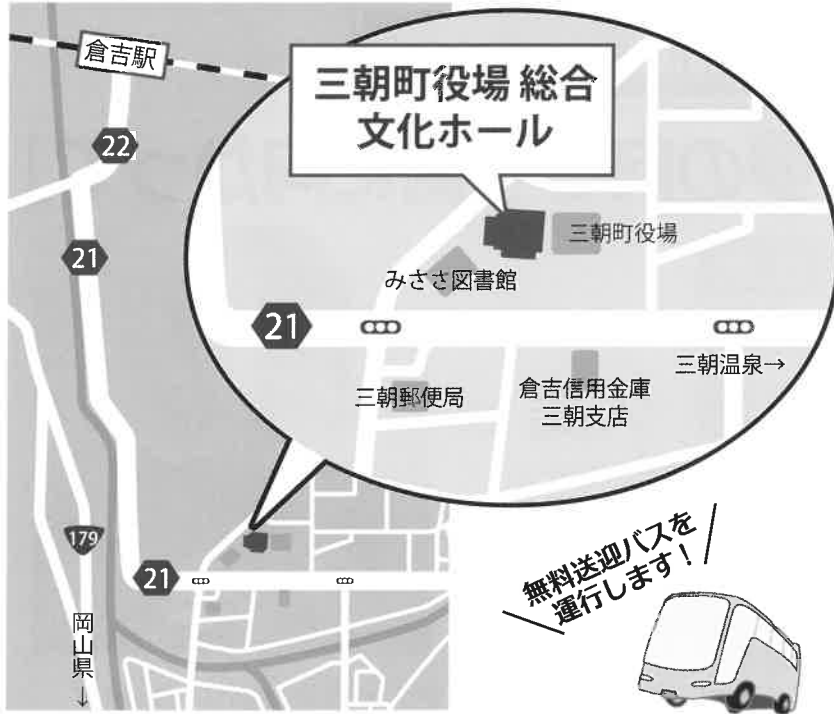 倉吉駅
22
21
三朝町役場 総合
文化ホール
三朝町役場
みささ図書館
21
三朝温泉→
三朝郵便局
倉吉信用金庫
三朝支店
179
21
岡山県↓
無料送迎バスを
運行します!